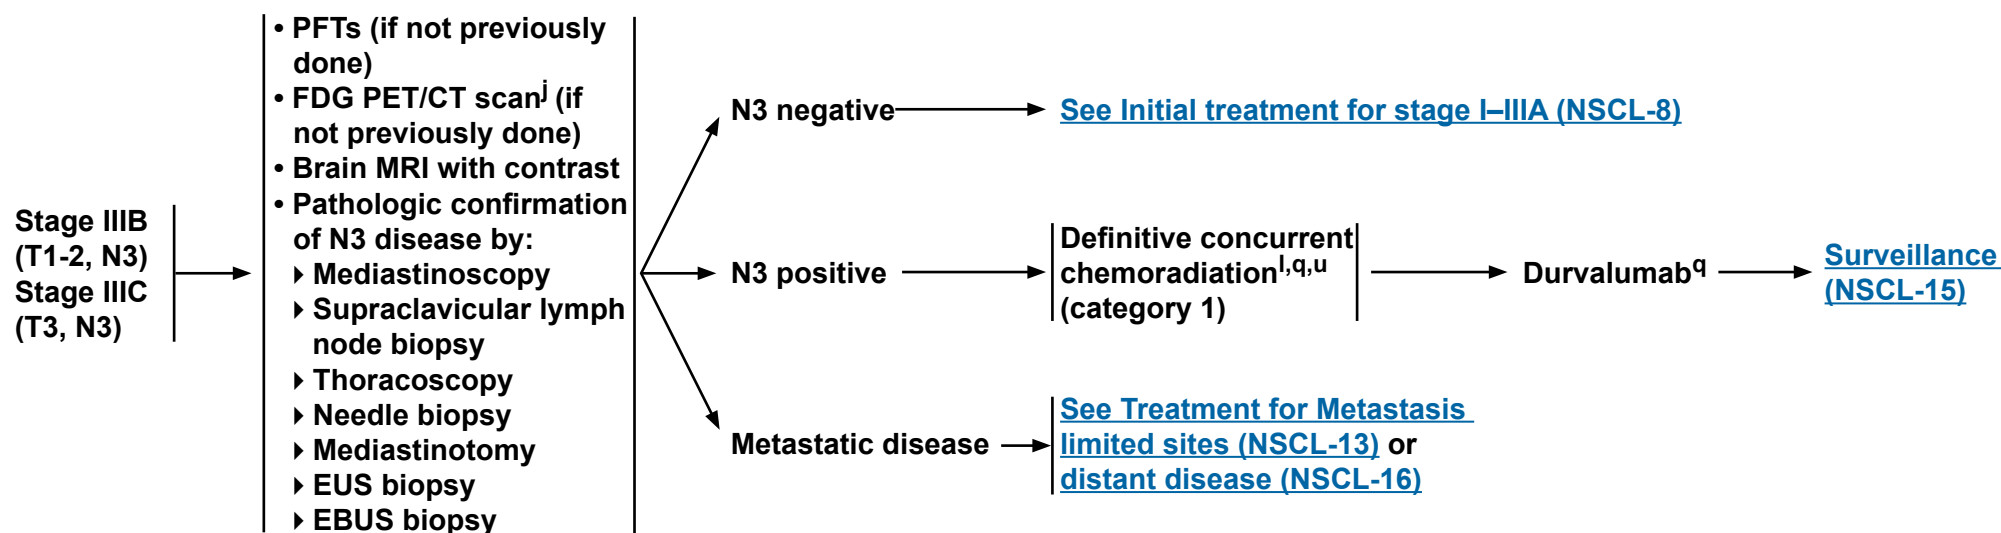 Stage IIIB
(T1-2, N3)
Stage IIIC
(T3, N3)
• PFTs (if not previously
done)
• FDG PET/CT scanj (if
not previously done)
• Brain MRI with contrast
• Pathologic confirmation
of N3 disease by:
▸ Mediastinoscopy
▸ Supraclavicular lymph
node biopsy
▸ Thoracoscopy
▸ Needle biopsy
▸ Mediastinotomy
▸ EUS biopsy
▸ EBUS biopsy
N3 negative
See Initial treatment for stage I–IIIA (NSCL-8)
N3 positive
Definitive concurrent
chemoradiationl,q,u
(category 1)
Durvalumabq
Surveillance
(NSCL-15)
Metastatic disease
See Treatment for Metastasis
limited sites (NSCL-13) or
distant disease (NSCL-16)